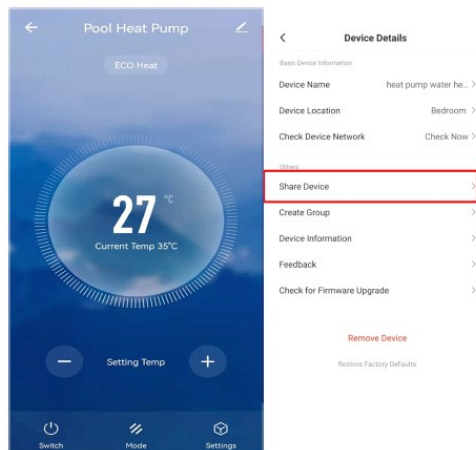 Pool Heat Pump
ECO Heat
27 °C
Current Temp 35°C
Setting Temp
Switch
Mode
Settings
Device Details
Basic Device Information
Device Name heat pump water he...
Device Location Bedroom
Check Device Network Check Now
Others
Share Device
Create Group
Device Information
Feedback
Check for Firmware Upgrade
Remove Device
Restore Factory Defaults